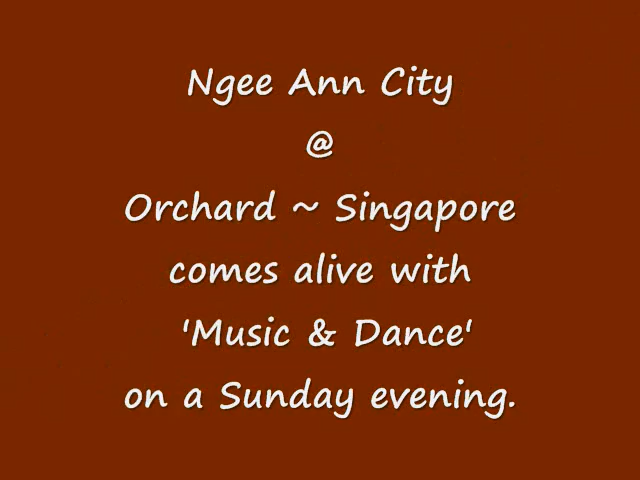 Ngee Ann City
@
Orchard ~ Singapore
comes alive with
'Music & Dance'
on a Sunday evening.